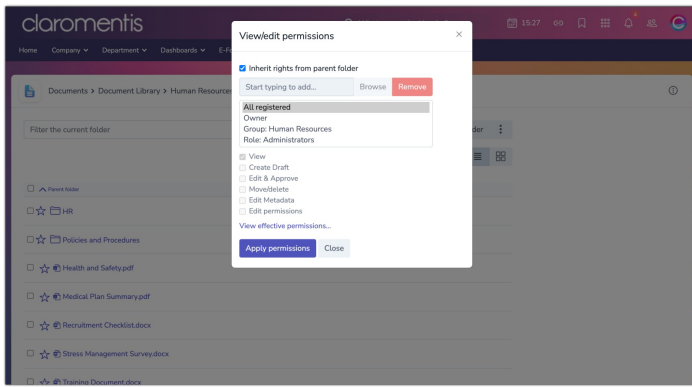 claromentis
15:27
Home Company Department Dashboards
View/edit permissions
×
Documents > Document Library > Human Resources
Inherit rights from parent folder
Start typing to add... Browse Remove
All registered
Owner
Group: Human Resources
Role: Administrators
Filter the current folder
View
Create Draft
Edit & Approve
Move/delete
Edit Metadata
Edit permissions
View effective permissions...
Apply permissions Close
Parent folder
HR
Policies and Procedures
Health and Safety.pdf
Medical Plan Summary.pdf
Recruitment Checklist.docx
Stress Management Survey.docx
Training Document.docx